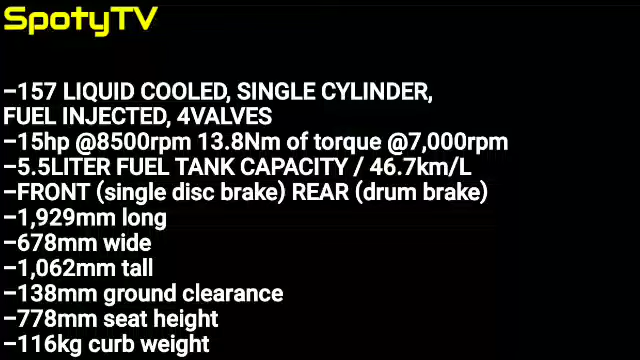 SpotyTV
–157 LIQUID COOLED, SINGLE CYLINDER,
FUEL INJECTED, 4VALVES
–15hp @8500rpm 13.8Nm of torque @7,000rpm
–5.5LITER FUEL TANK CAPACITY / 46.7km/L
–FRONT (single disc brake) REAR (drum brake)
–1,929mm long
–678mm wide
–1,062mm tall
–138mm ground clearance
–778mm seat height
–116kg curb weight